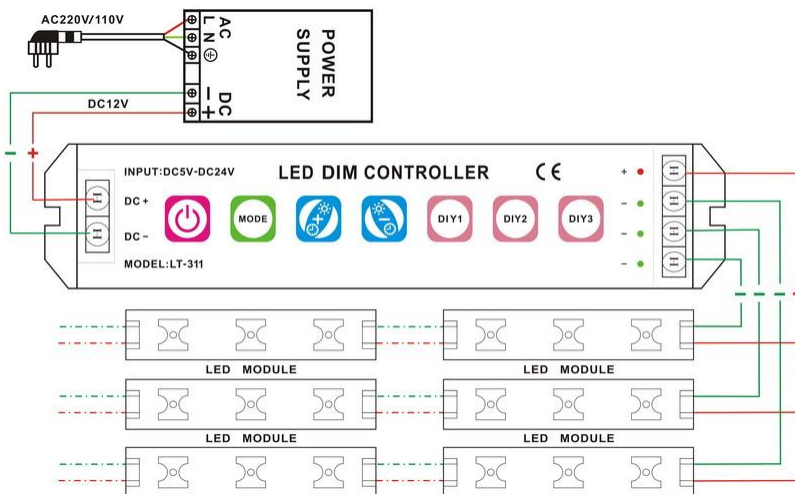 AC220V/110V
AC
L
N
POWER SUPPLY
DC
−
+
DC12V
−
+
INPUT:DC5V-DC24V
LED DIM CONTROLLER
CE
DC +
DC −
MODE
+
−
DIY1
DIY2
DIY3
MODEL:LT-311
+
−
−
−
− − − +
LED MODULE
LED MODULE
LED MODULE
LED MODULE